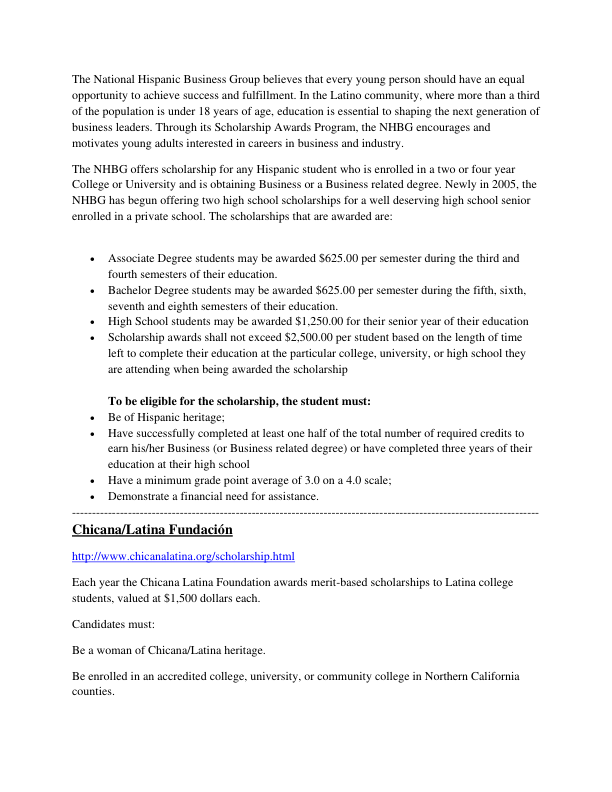 The National Hispanic Business Group believes that every young person should have an equal
opportunity to achieve success and fulfillment. In the Latino community, where more than a third
of the population is under 18 years of age, education is essential to shaping the next generation of
business leaders. Through its Scholarship Awards Program, the NHBG encourages and
motivates young adults interested in careers in business and industry.
The NHBG offers scholarship for any Hispanic student who is enrolled in a two or four year
College or University and is obtaining Business or a Business related degree. Newly in 2005, the
NHBG has begun offering two high school scholarships for a well deserving high school senior
enrolled in a private school. The scholarships that are awarded are:
• Associate Degree students may be awarded $625.00 per semester during the third and
fourth semesters of their education.
• Bachelor Degree students may be awarded $625.00 per semester during the fifth, sixth,
seventh and eighth semesters of their education.
• High School students may be awarded $1,250.00 for their senior year of their education
• Scholarship awards shall not exceed $2,500.00 per student based on the length of time
left to complete their education at the particular college, university, or high school they
are attending when being awarded the scholarship
To be eligible for the scholarship, the student must:
• Be of Hispanic heritage;
• Have successfully completed at least one half of the total number of required credits to
earn his/her Business (or Business related degree) or have completed three years of their
education at their high school
• Have a minimum grade point average of 3.0 on a 4.0 scale;
• Demonstrate a financial need for assistance.
---------------------------------------------------------------------------------------------------------------------
Chicana/Latina Fundación
http://www.chicanalatina.org/scholarship.html
Each year the Chicana Latina Foundation awards merit-based scholarships to Latina college
students, valued at $1,500 dollars each.
Candidates must:
Be a woman of Chicana/Latina heritage.
Be enrolled in an accredited college, university, or community college in Northern California
counties.